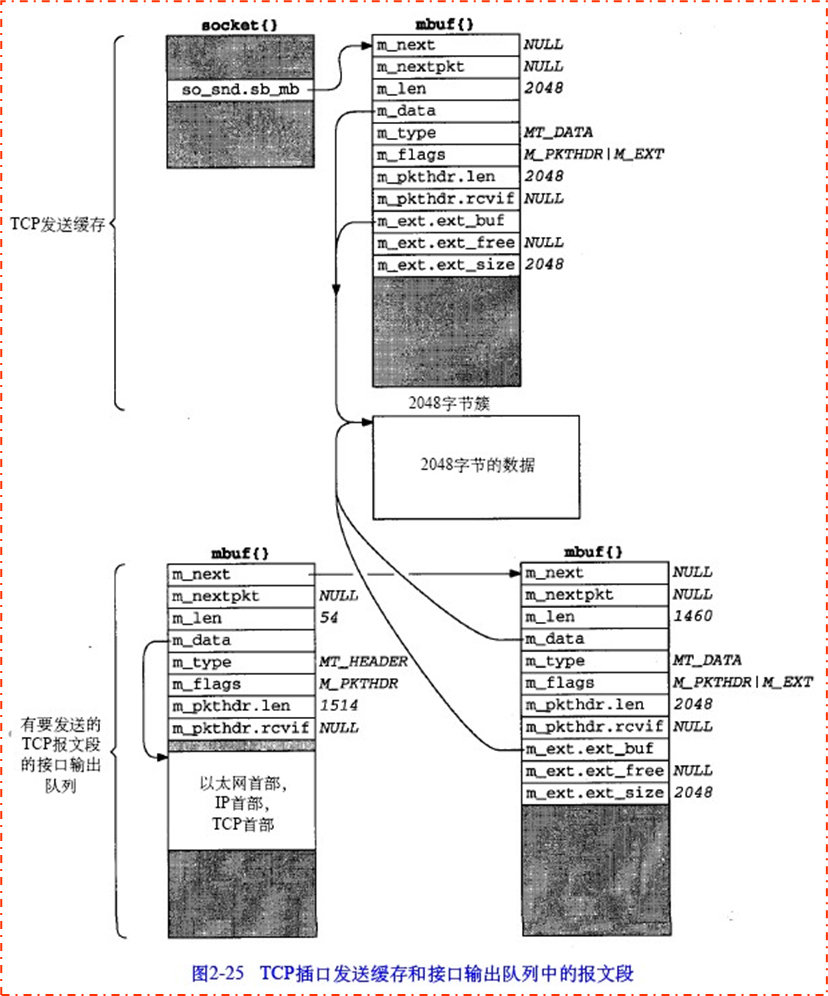 socket{}
so_snd.sb_mb
mbuf{}
m_next NULL
m_nextpkt NULL
m_len 2048
m_data
m_type MT_DATA
m_flags M_PKTHDR|M_EXT
m_pkthdr.len 2048
m_pkthdr.rcvif NULL
m_ext.ext_buf
m_ext.ext_free NULL
m_ext.ext_size 2048
TCP发送缓存
2048字节簇
2048字节的数据
mbuf{}
m_next
m_nextpkt NULL
m_len 54
m_data
m_type MT_HEADER
m_flags M_PKTHDR
m_pkthdr.len 1514
m_pkthdr.rcvif NULL
以太网首部,
IP首部,
TCP首部
有要发送的
TCP报文段
的接口输出
队列
mbuf{}
m_next NULL
m_nextpkt NULL
m_len 1460
m_data
m_type MT_DATA
m_flags M_PKTHDR|M_EXT
m_pkthdr.len 2048
m_pkthdr.rcvif NULL
m_ext.ext_buf
m_ext.ext_free NULL
m_ext.ext_size 2048
图2-25 TCP插口发送缓存和接口输出队列中的报文段